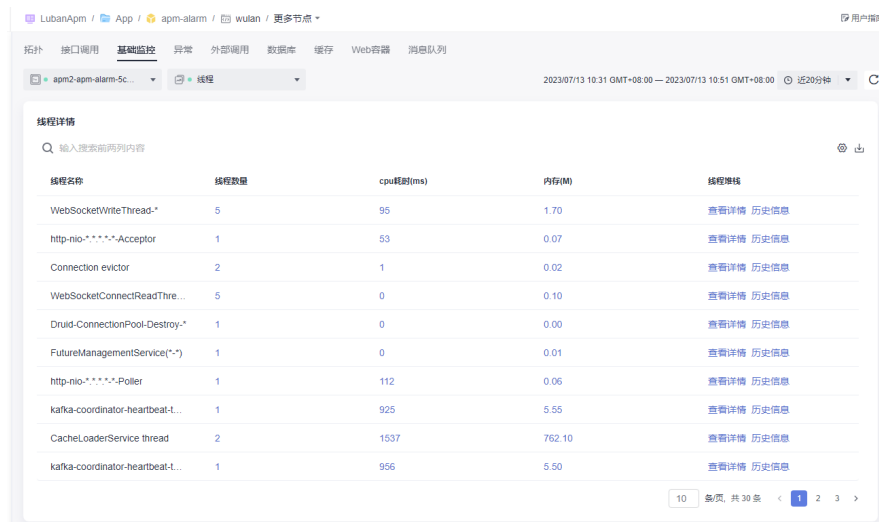 LubanApm / App / apm-alarm / wulan / 更多节点
用户指
拓扑 接口调用 基础监控 异常 外部调用 数据库 缓存 Web容器 消息队列
apm2-apm-alarm-5c... 线程 2023/07/13 10:31 GMT+08:00 — 2023/07/13 10:51 GMT+08:00 近20分钟
线程详情
输入搜索前两列内容
线程名称 线程数量 cpu耗时(ms) 内存(M) 线程堆栈
WebSocketWriteThread-* 5 95 1.70 查看详情 历史信息
http-nio-*.*.*.*-*-Acceptor 1 53 0.07 查看详情 历史信息
Connection evictor 2 1 0.02 查看详情 历史信息
WebSocketConnectReadThre... 5 0 0.10 查看详情 历史信息
Druid-ConnectionPool-Destroy-* 1 0 0.00 查看详情 历史信息
FutureManagementService(*-*) 1 0 0.01 查看详情 历史信息
http-nio-*.*.*.*-*-Poller 1 112 0.06 查看详情 历史信息
kafka-coordinator-heartbeat-t... 1 925 5.55 查看详情 历史信息
CacheLoaderService thread 2 1537 762.10 查看详情 历史信息
kafka-coordinator-heartbeat-t... 1 956 5.50 查看详情 历史信息
10 条/页, 共 30 条 < 1 2 3 >